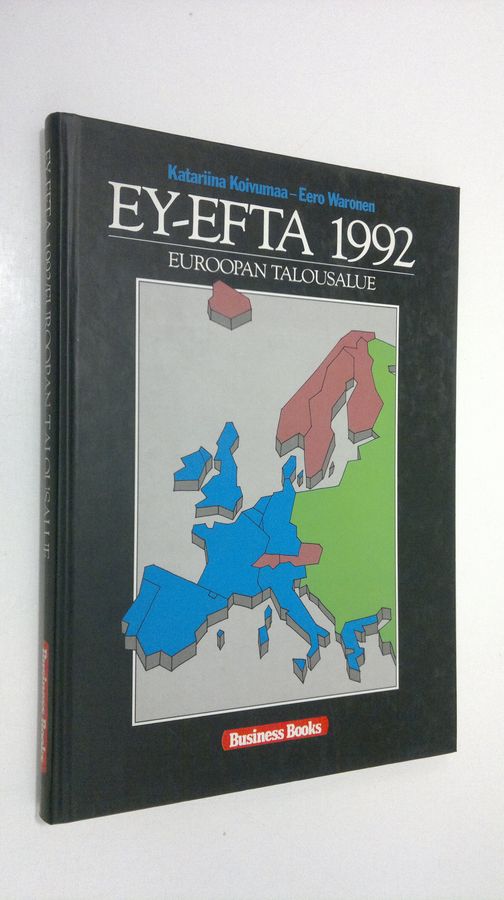 Katariina Koivumaa – Eero Waronen
EY-EFTA 1992
EUROOPAN TALOUSALUE
Business Books
EY-EFTA 1992/EUROOPAN TALOUSALUE
Business Books